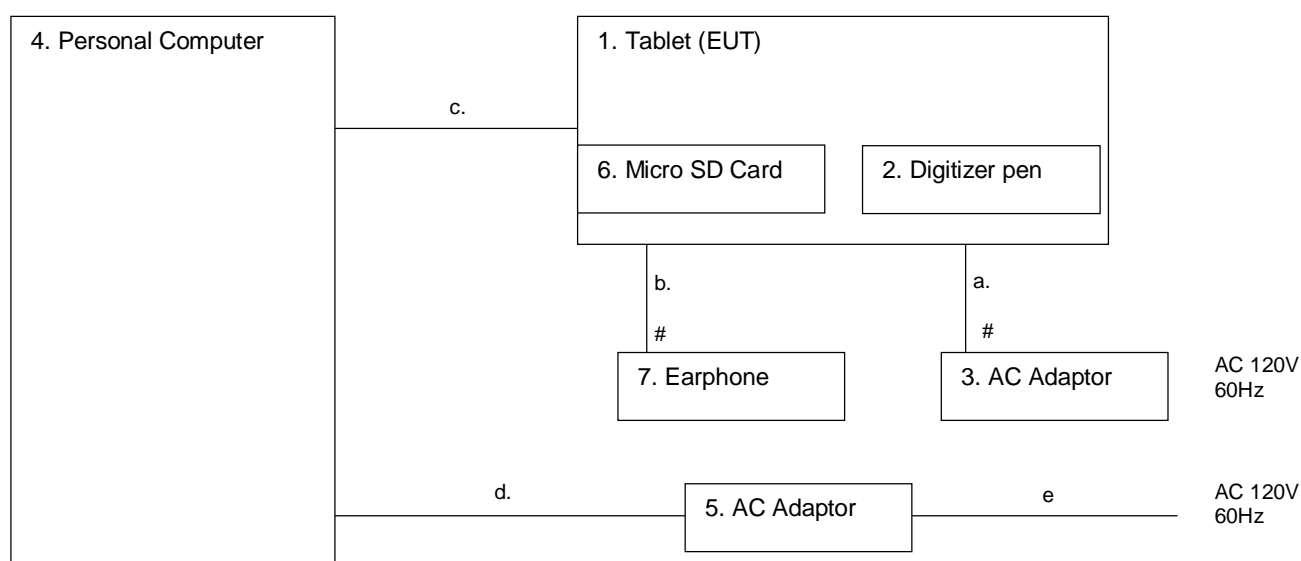 4. Personal Computer
1. Tablet (EUT)
c.
6. Micro SD Card
2. Digitizer pen
b.
a.
#
#
7. Earphone
3. AC Adaptor
AC 120V
60Hz
d.
5. AC Adaptor
e
AC 120V
60Hz